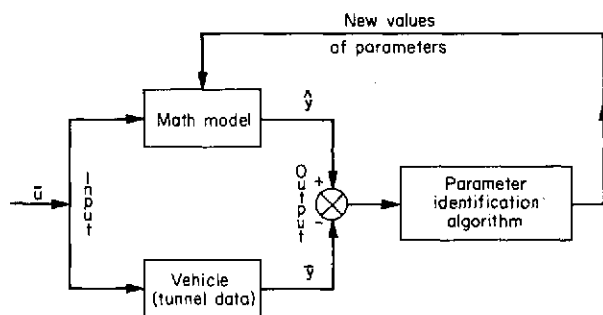 New values
of parameters
ŷ
Math model
ū
Input
Output
+
-
Parameter
identification
algorithm
Vehicle
(tunnel data)
ȳ